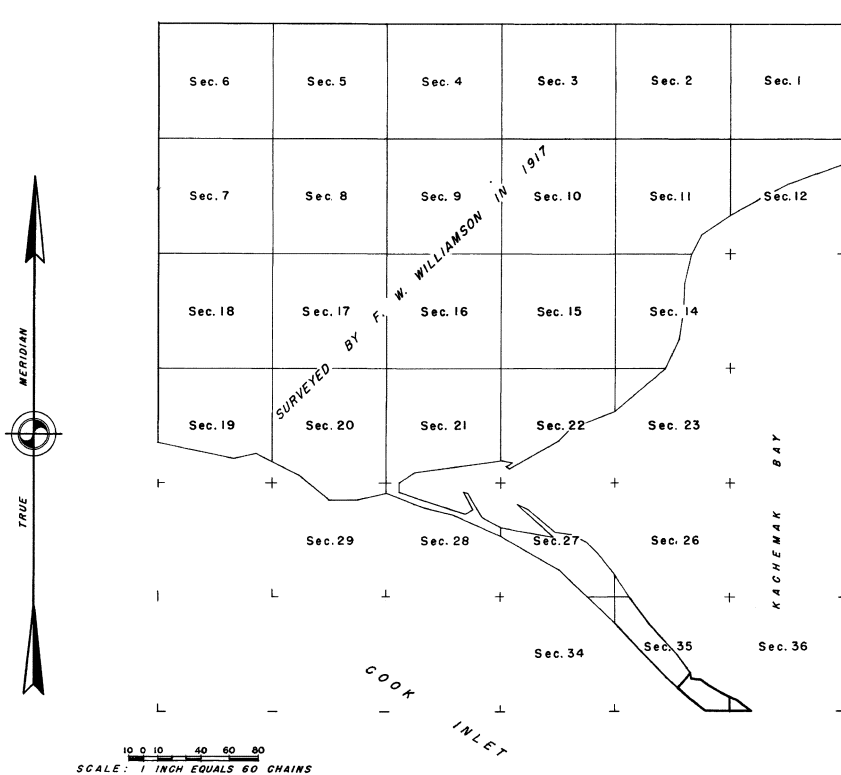 Sec. 6 Sec. 5 Sec. 4 Sec. 3 Sec. 2 Sec. 1
Sec. 7 Sec. 8 Sec. 9 Sec. 10 Sec. 11 Sec. 12
SURVEYED BY F. W. WILLIAMSON IN 1917
Sec. 18 Sec. 17 Sec. 16 Sec. 15 Sec. 14
TRUE MERIDIAN
Sec. 19 Sec. 20 Sec. 21 Sec. 22 Sec. 23
KACHEMAK BAY
Sec. 29 Sec. 28 Sec. 27 Sec. 26
Sec. 34 Sec. 35 Sec. 36
COOK INLET
10 0 10 40 60 80
SCALE: 1 INCH EQUALS 60 CHAINS